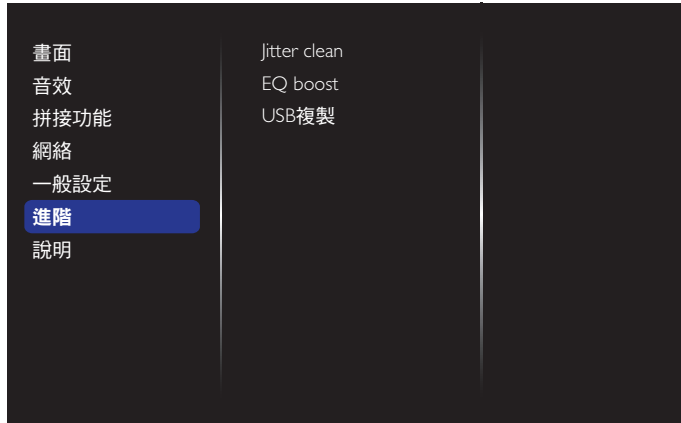 畫面
音效
拼接功能
網絡
一般設定
進階
說明
Jitter clean
EQ boost
USB複製